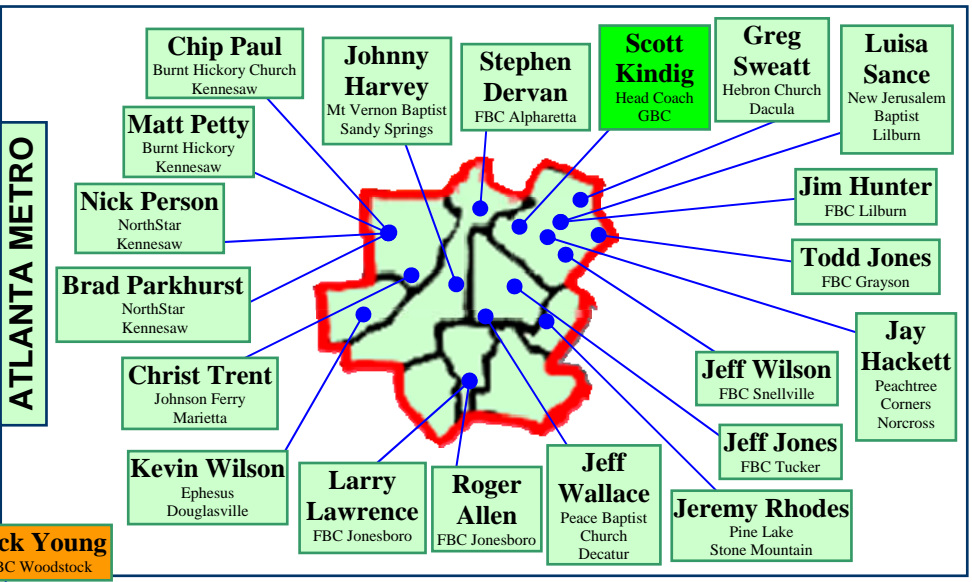 ATLANTA METRO
Chip Paul
Burnt Hickory Church
Kennesaw
Matt Petty
Burnt Hickory
Kennesaw
Nick Person
NorthStar
Kennesaw
Brad Parkhurst
NorthStar
Kennesaw
Christ Trent
Johnson Ferry
Marietta
Kevin Wilson
Ephesus
Douglasville
Johnny
Harvey
Mt Vernon Baptist
Sandy Springs
Stephen
Dervan
FBC Alpharetta
Scott
Kindig
Head Coach
GBC
Greg
Sweatt
Hebron Church
Dacula
Luisa
Sance
New Jerusalem
Baptist
Lilburn
Jim Hunter
FBC Lilburn
Todd Jones
FBC Grayson
Jay
Hackett
Peachtree
Corners
Norcross
Jeff Wilson
FBC Snellville
Jeff Jones
FBC Tucker
Jeremy Rhodes
Pine Lake
Stone Mountain
Jeff
Wallace
Peace Baptist
Church
Decatur
Roger
Allen
FBC Jonesboro
Larry
Lawrence
FBC Jonesboro
ck Young
BC Woodstock